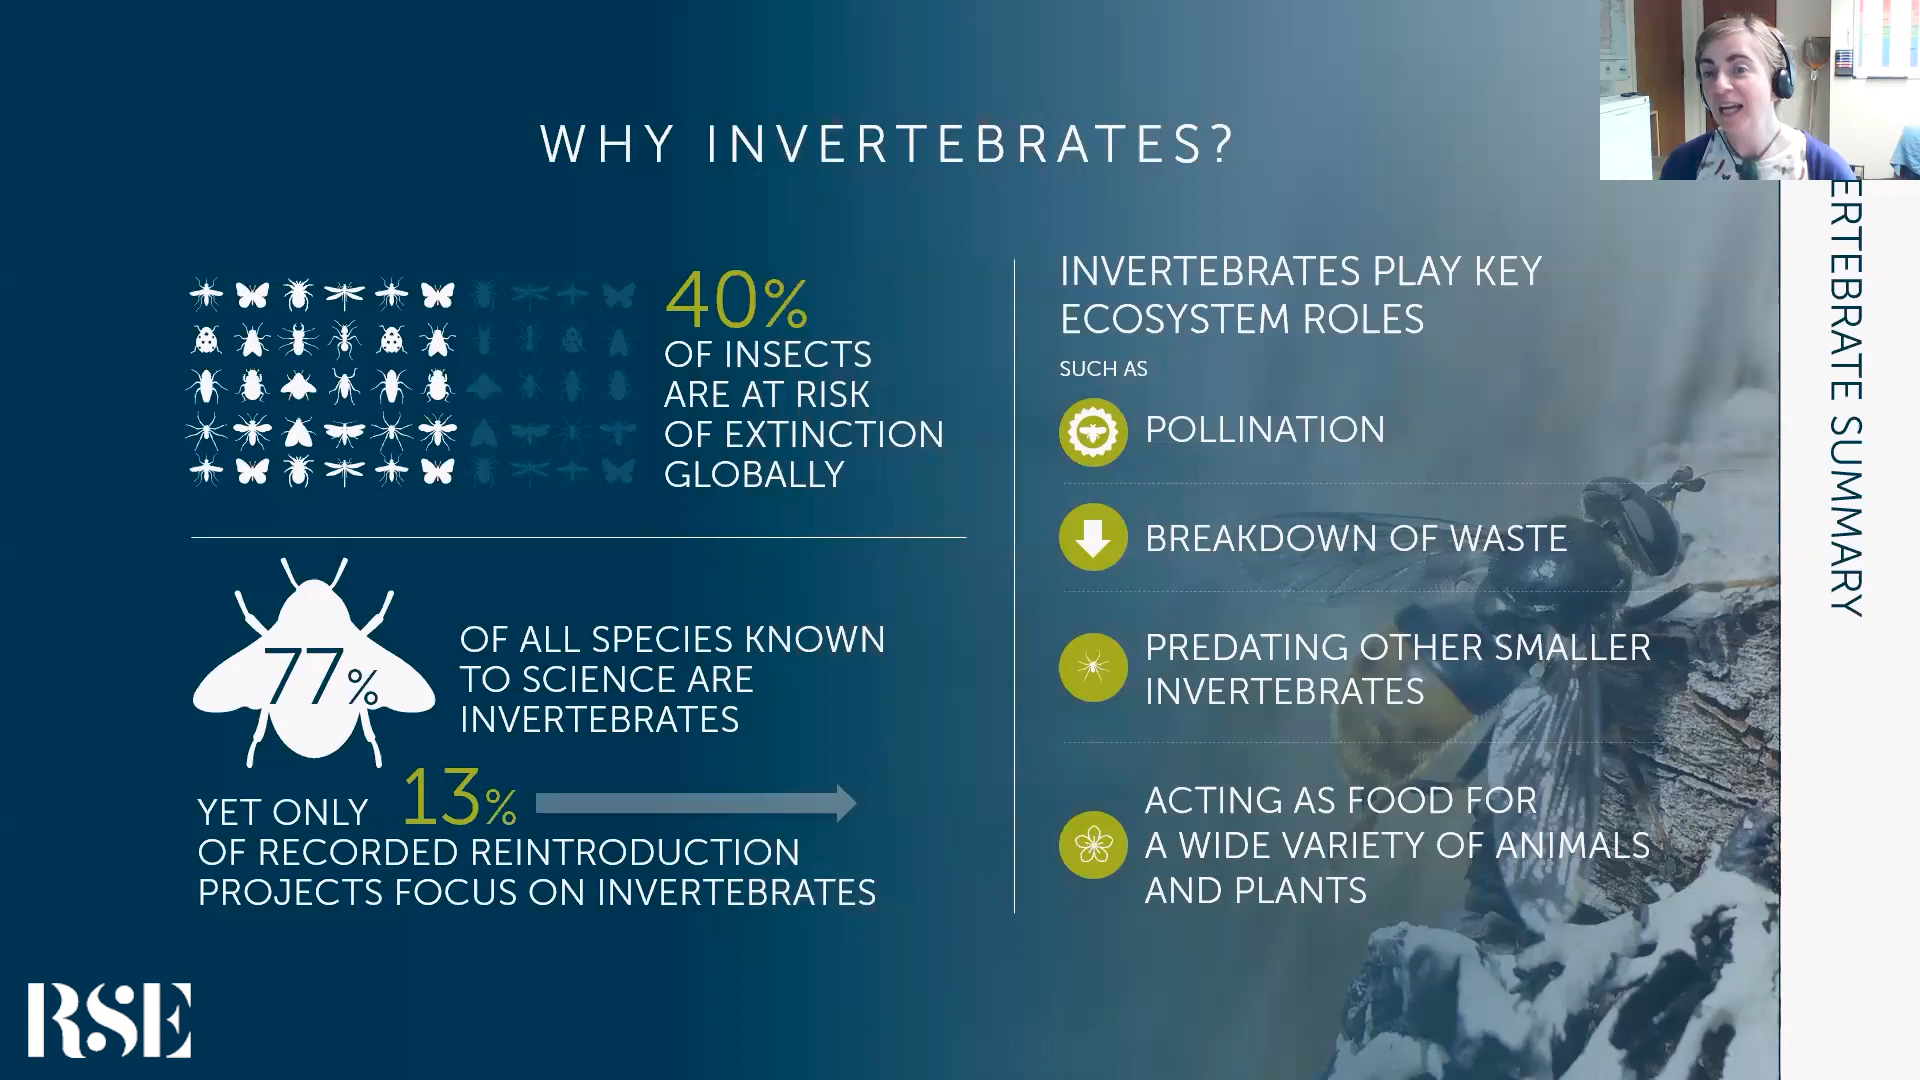 WHY INVERTEBRATES?
40%
OF INSECTS
ARE AT RISK
OF EXTINCTION
GLOBALLY
77%
OF ALL SPECIES KNOWN
TO SCIENCE ARE
INVERTEBRATES
YET ONLY 13%
OF RECORDED REINTRODUCTION
PROJECTS FOCUS ON INVERTEBRATES
INVERTEBRATES PLAY KEY
ECOSYSTEM ROLES
SUCH AS
POLLINATION
BREAKDOWN OF WASTE
PREDATING OTHER SMALLER
INVERTEBRATES
ACTING AS FOOD FOR
A WIDE VARIETY OF ANIMALS
AND PLANTS
ERTEBRATE SUMMARY
RSE